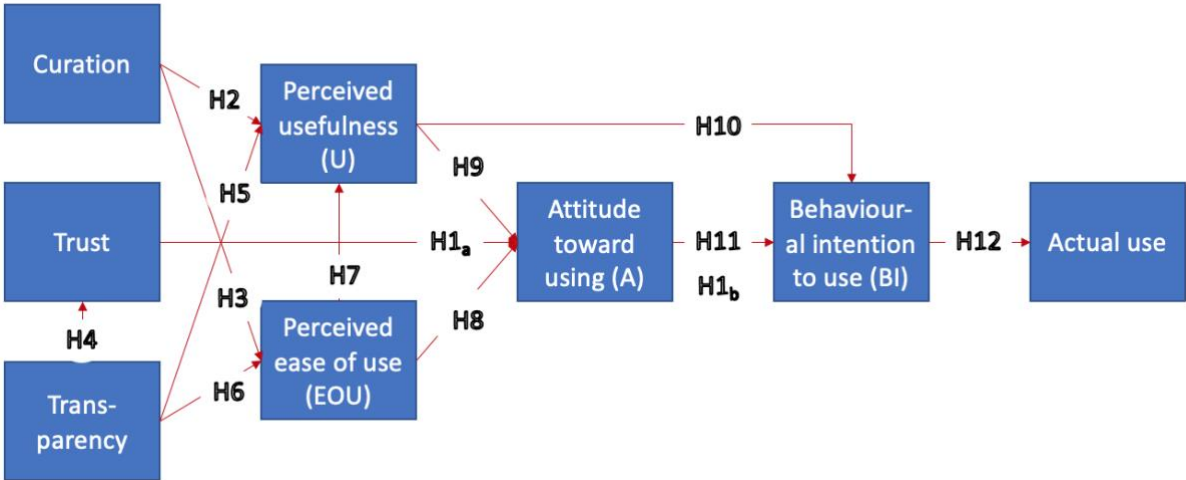 Curation
H2
Perceived
usefulness
(U)
H10
H9
H5
Trust
H1a
Attitude
toward
using (A)
H11
H1b
Behaviour-
al intention
to use (BI)
H12
Actual use
H7
H3
H4
Perceived
ease of use
(EOU)
H8
H6
Trans-
parency